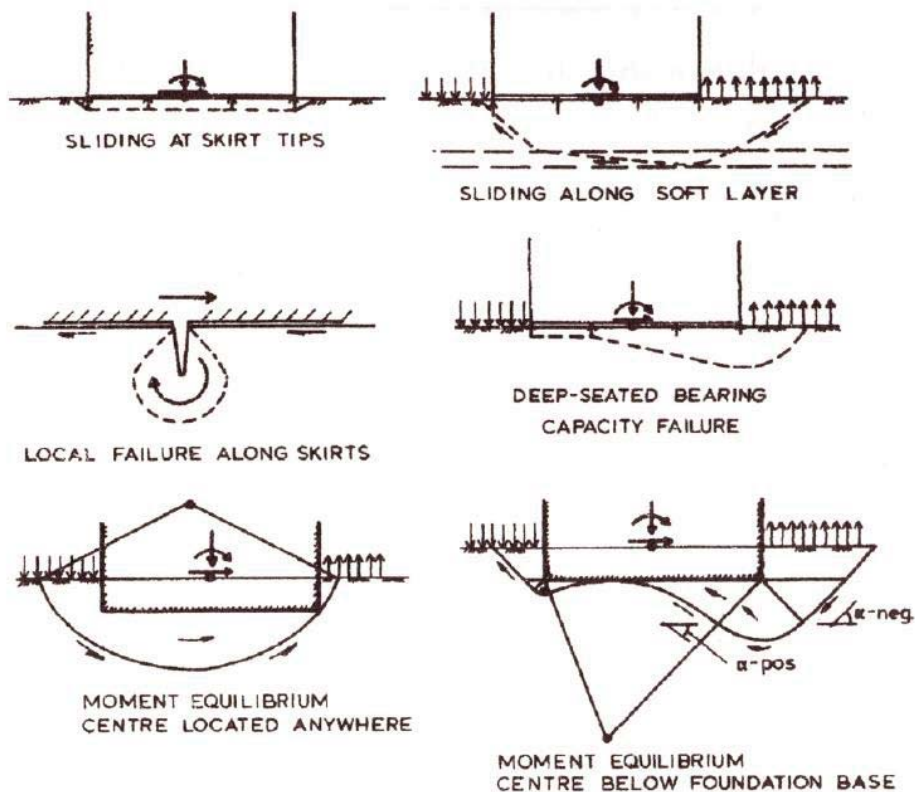 SLIDING AT SKIRT TIPS
SLIDING ALONG SOFT LAYER
LOCAL FAILURE ALONG SKIRTS
DEEP-SEATED BEARING
CAPACITY FAILURE
α-neg.
α-pos
MOMENT EQUILIBRIUM
CENTRE LOCATED ANYWHERE
MOMENT EQUILIBRIUM
CENTRE BELOW FOUNDATION BASE